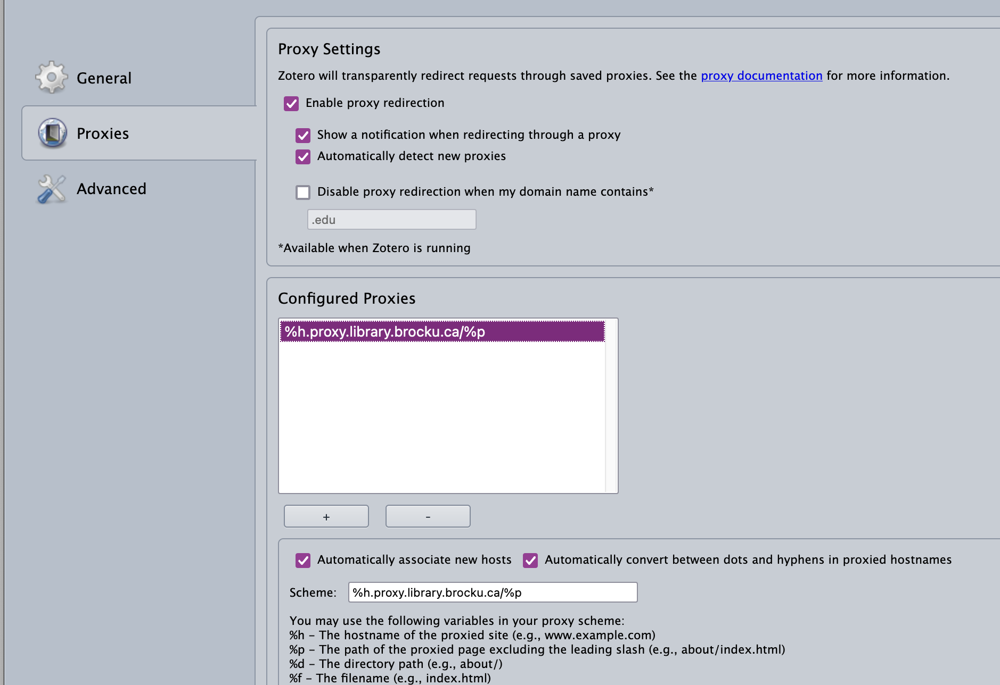 General
Proxies
Advanced
Proxy Settings
Zotero will transparently redirect requests through saved proxies. See the proxy documentation for more information.
Enable proxy redirection
Show a notification when redirecting through a proxy
Automatically detect new proxies
Disable proxy redirection when my domain name contains*
.edu
*Available when Zotero is running
Configured Proxies
%h.proxy.library.brocku.ca/%p
+ -
Automatically associate new hosts Automatically convert between dots and hyphens in proxied hostnames
Scheme: %h.proxy.library.brocku.ca/%p
You may use the following variables in your proxy scheme:
%h – The hostname of the proxied site (e.g., www.example.com)
%p – The path of the proxied page excluding the leading slash (e.g., about/index.html)
%d – The directory path (e.g., about/)
%f – The filename (e.g., index.html)